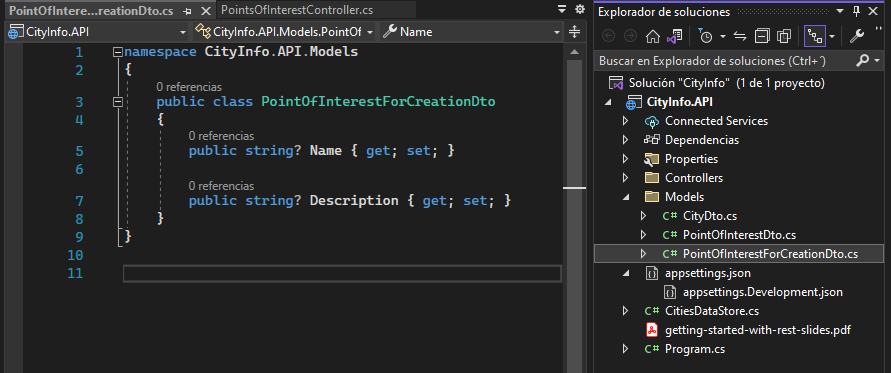 PointOfIntere...reationDto.cs
PointsOfInterestController.cs
CityInfo.API
CityInfo.API.Models.PointOf
Name
1 namespace CityInfo.API.Models
2 {
0 referencias
3 public class PointOfInterestForCreationDto
4 {
0 referencias
5 public string? Name { get; set; }
6
0 referencias
7 public string? Description { get; set; }
8 }
9 }
10
11
Explorador de soluciones
Buscar en Explorador de soluciones (Ctrl+´)
Solución "CityInfo" (1 de 1 proyecto)
CityInfo.API
Connected Services
Dependencias
Properties
Controllers
Models
C# CityDto.cs
C# PointOfInterestDto.cs
C# PointOfInterestForCreationDto.cs
appsettings.json
appsettings.Development.json
C# CitiesDataStore.cs
getting-started-with-rest-slides.pdf
C# Program.cs